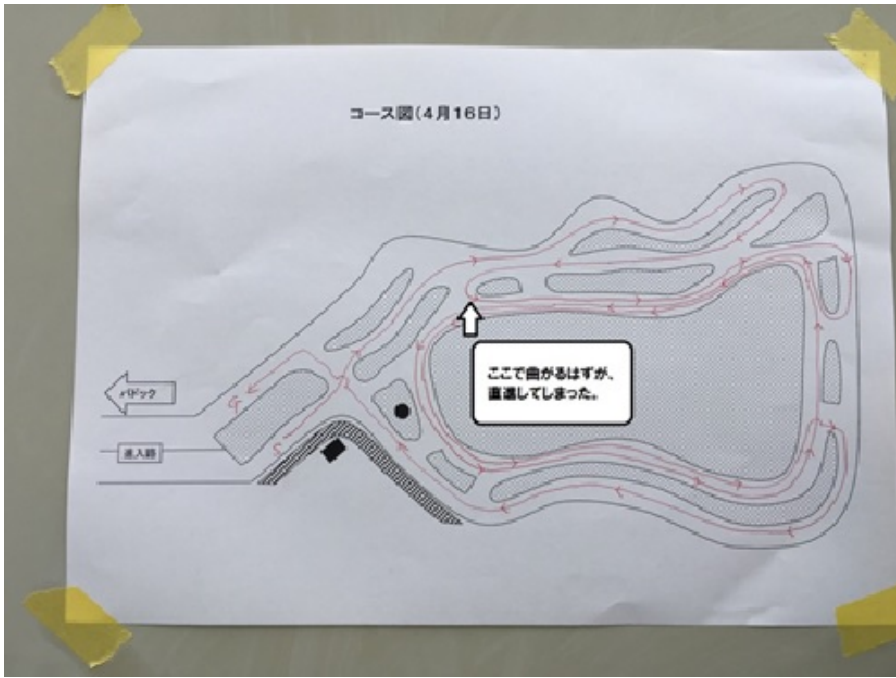 コース図(4月16日)
ここで曲がるはずが、
直進してしまった。
パドック
G
進入路
S